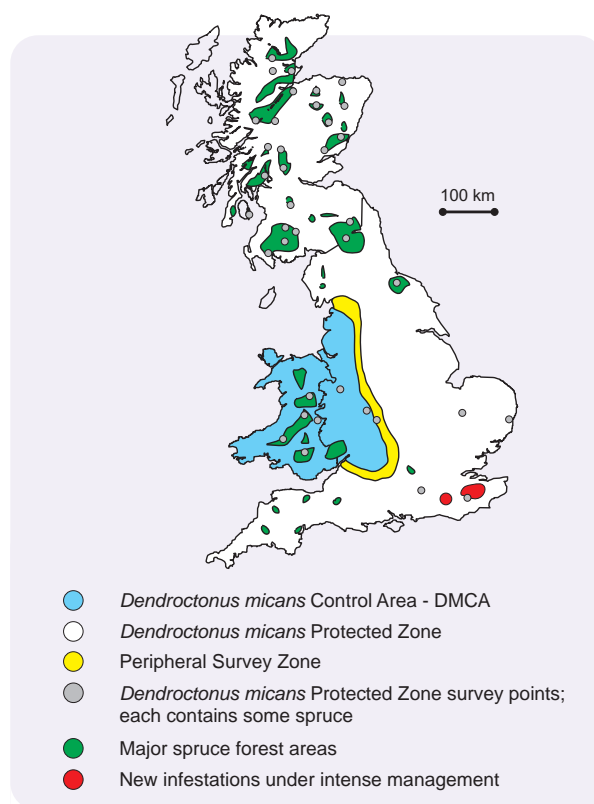 100 km
Dendroctonus micans Control Area - DMCA
Dendroctonus micans Protected Zone
Peripheral Survey Zone
Dendroctonus micans Protected Zone survey points;
each contains some spruce
Major spruce forest areas
New infestations under intense management